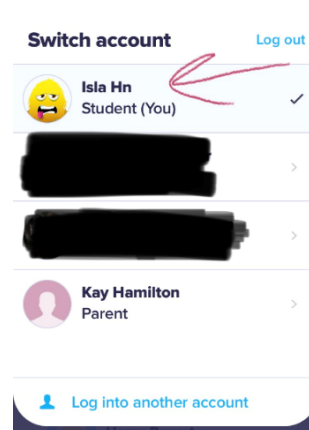 Switch account
Log out
Isla Hn
Student (You)
Kay Hamilton
Parent
Log into another account